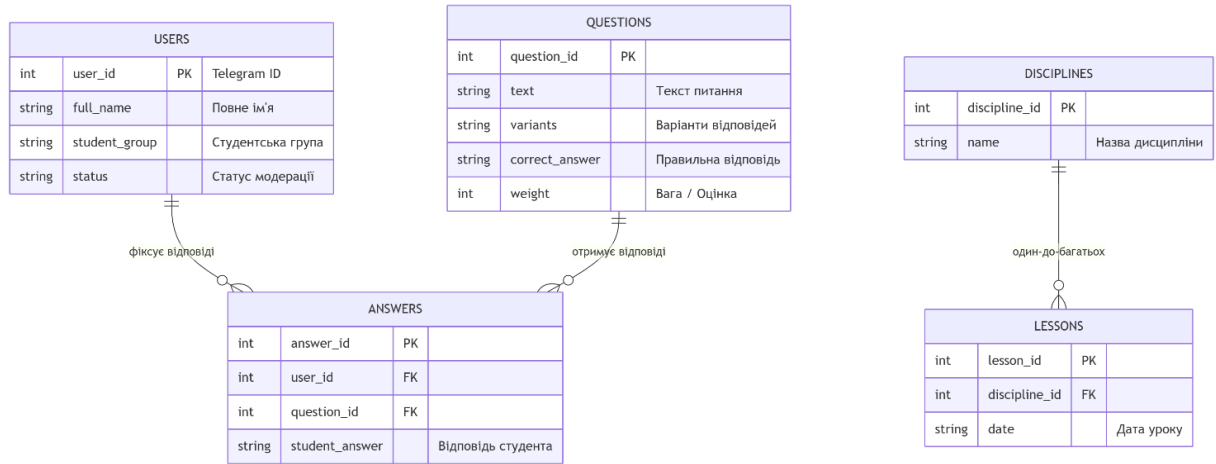 USERS
int user_id PK Telegram ID
string full_name Повне ім'я
string student_group Студентська група
string status Статус модерації
QUESTIONS
int question_id PK
string text Текст питання
string variants Варіанти відповідей
string correct_answer Правильна відповідь
int weight Вага / Оцінка
DISCIPLINES
int discipline_id PK
string name Назва дисципліни
фіксує відповіді
отримує відповіді
один-до-багатьох
ANSWERS
int answer_id PK
int user_id FK
int question_id FK
string student_answer Відповідь студента
LESSONS
int lesson_id PK
int discipline_id FK
string date Дата уроку